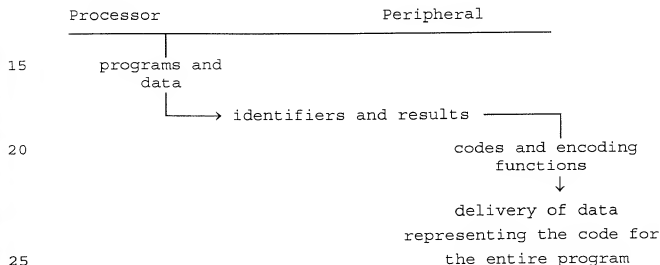 Processor Peripheral
15 programs and
data
identifiers and results
20 codes and encoding
functions
delivery of data
representing the code for
25 the entire program